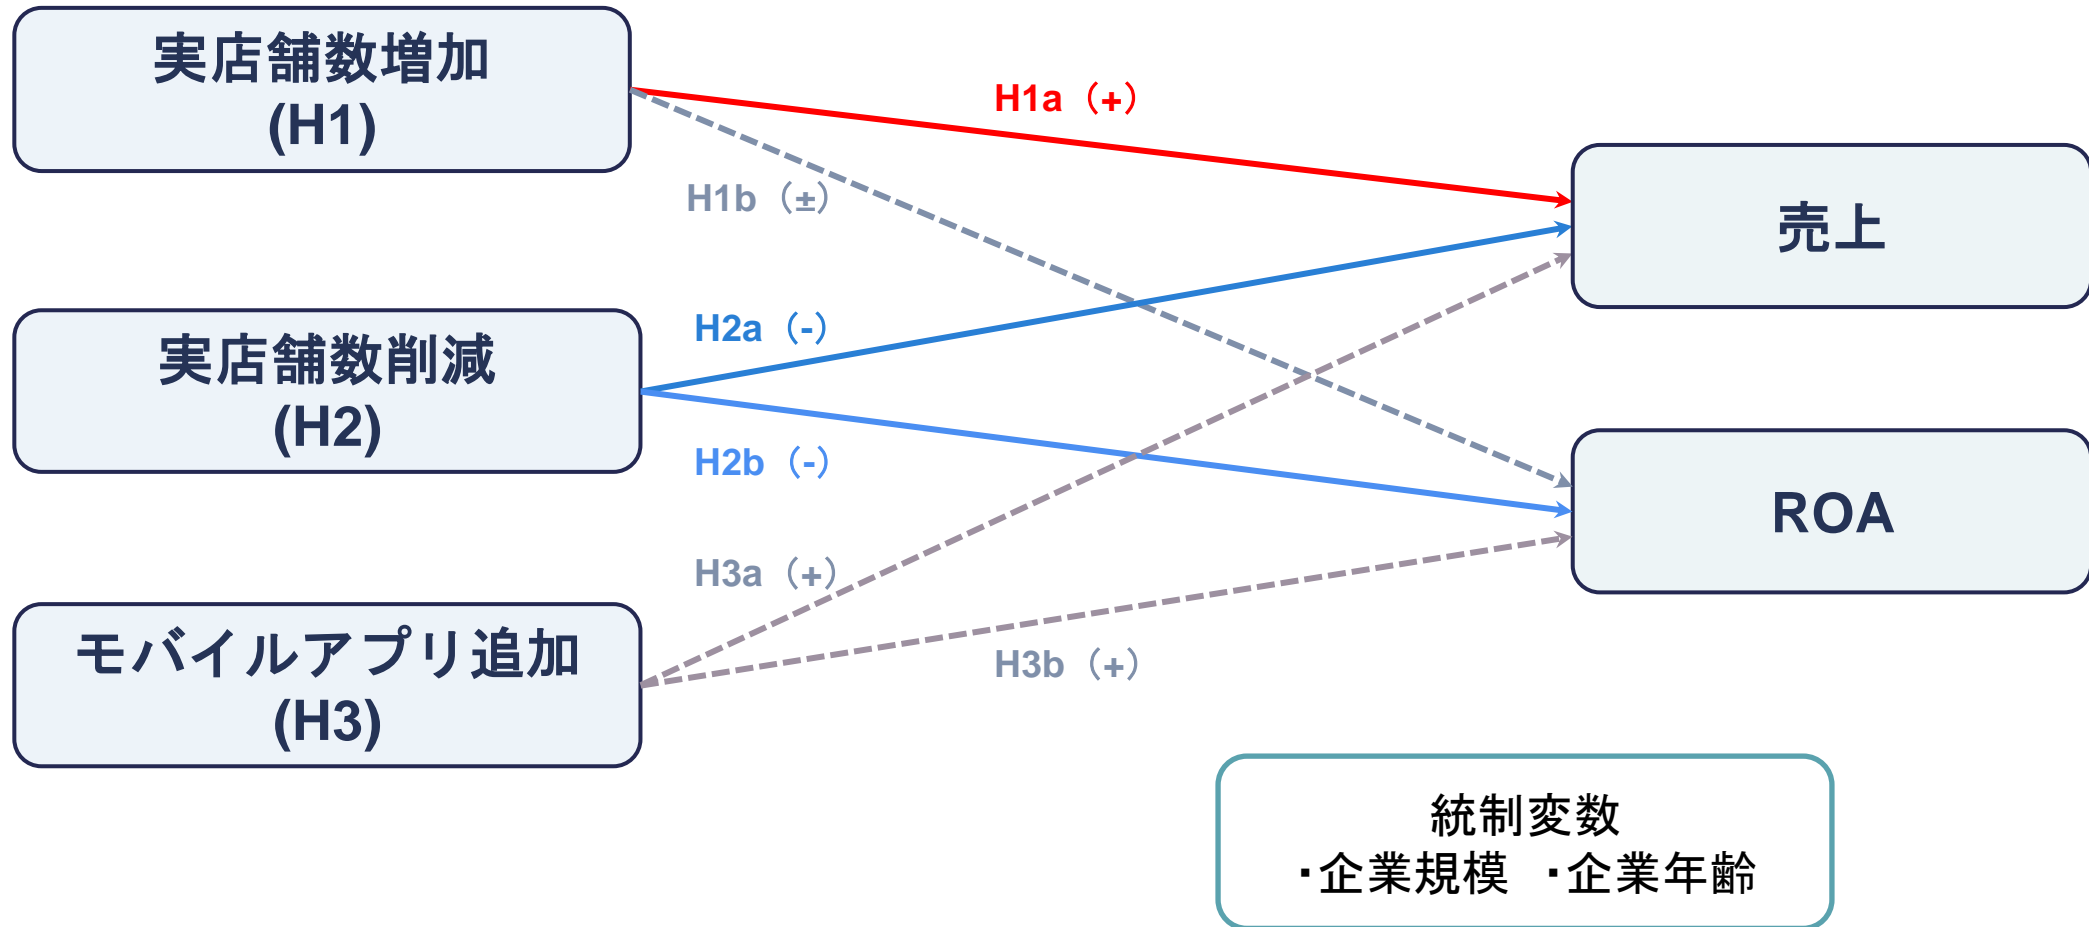 実店舗数増加
(H1)
H1a（+）
H1b（±）
売上
実店舗数削減
(H2)
H2a（-）
H2b（-）
ROA
モバイルアプリ追加
(H3)
H3a（+）
H3b（+）
統制変数
・企業規模　・企業年齢